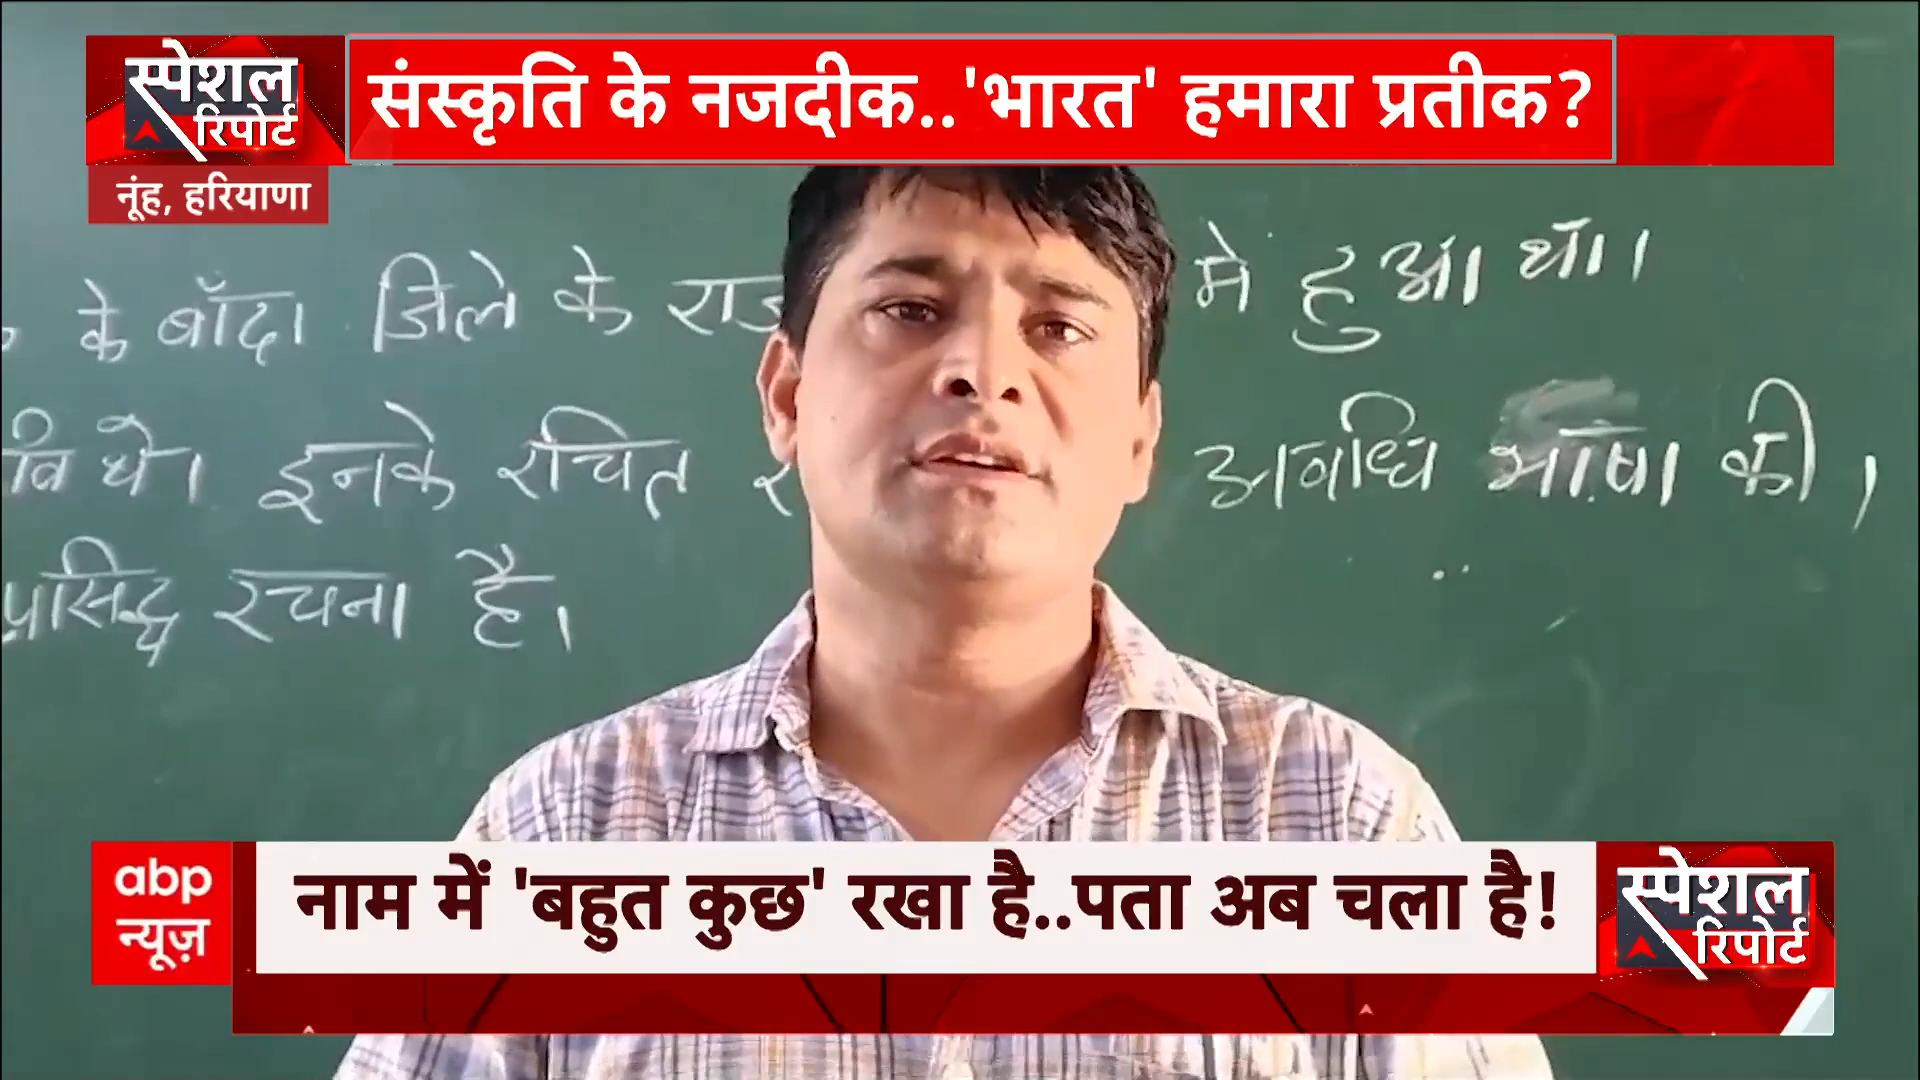 स्पेशल
रिपोर्ट
संस्कृति के नजदीक..'भारत' हमारा प्रतीक?
नूंह, हरियाणा
के बाँदा जिले के राज में हुआ था।
वि थे। इनके रचित अवधि भाषा की।
प्रसिद्ध रचना है।
abp
न्यूज़
नाम में 'बहुत कुछ' रखा है..पता अब चला है!
स्पेशल
रिपोर्ट